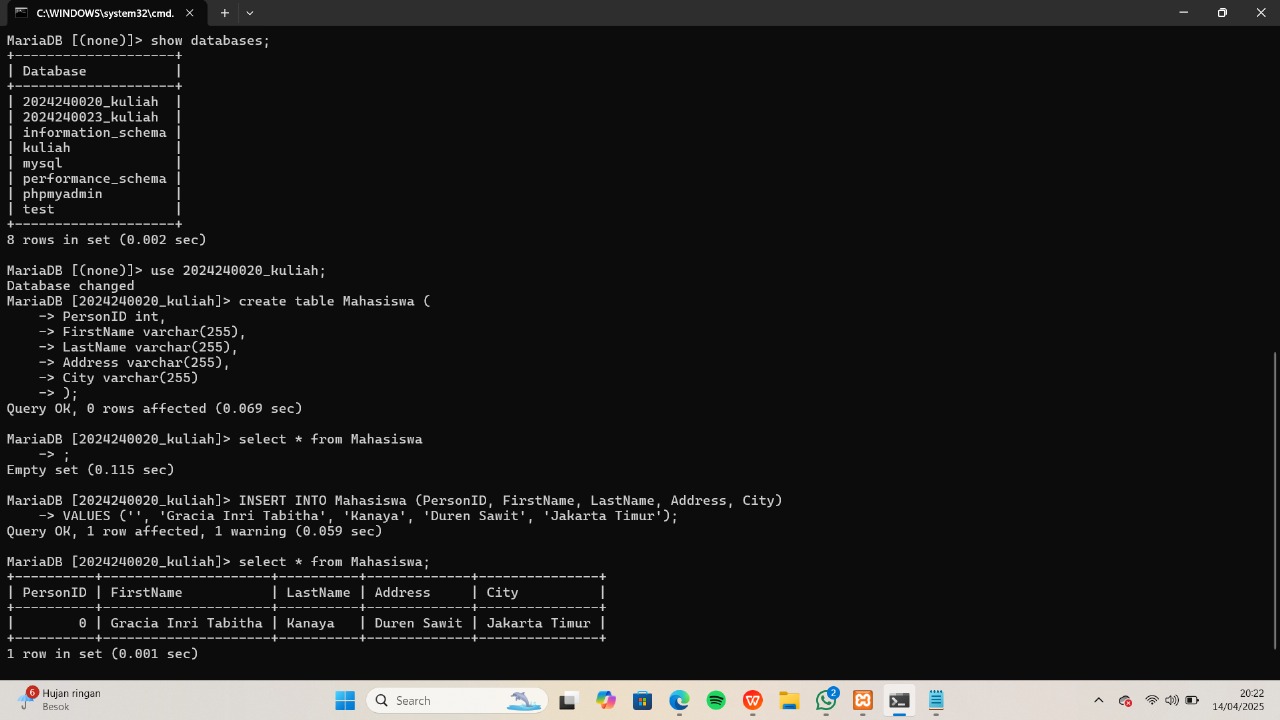 C:\WINDOWS\system32\cmd.
MariaDB [(none)]> show databases;
+--------------------+
| Database           |
+--------------------+
| 2024240020_kuliah  |
| 2024240023_kuliah  |
| information_schema |
| kuliah             |
| mysql              |
| performance_schema |
| phpmyadmin         |
| test               |
+--------------------+
8 rows in set (0.002 sec)
MariaDB [(none)]> use 2024240020_kuliah;
Database changed
MariaDB [2024240020_kuliah]> create table Mahasiswa (
    -> PersonID int,
    -> FirstName varchar(255),
    -> LastName varchar(255),
    -> Address varchar(255),
    -> City varchar(255)
    -> );
Query OK, 0 rows affected (0.069 sec)
MariaDB [2024240020_kuliah]> select * from Mahasiswa
    -> ;
Empty set (0.115 sec)
MariaDB [2024240020_kuliah]> INSERT INTO Mahasiswa (PersonID, FirstName, LastName, Address, City)
    -> VALUES ('', 'Gracia Inri Tabitha', 'Kanaya', 'Duren Sawit', 'Jakarta Timur');
Query OK, 1 row affected, 1 warning (0.059 sec)
MariaDB [2024240020_kuliah]> select * from Mahasiswa;
+----------+---------------------+----------+-------------+---------------+
| PersonID | FirstName           | LastName | Address     | City          |
+----------+---------------------+----------+-------------+---------------+
|        0 | Gracia Inri Tabitha | Kanaya   | Duren Sawit | Jakarta Timur |
+----------+---------------------+----------+-------------+---------------+
1 row in set (0.001 sec)
6
Hujan ringan
Besok
Search
2
20:22
14/04/2025